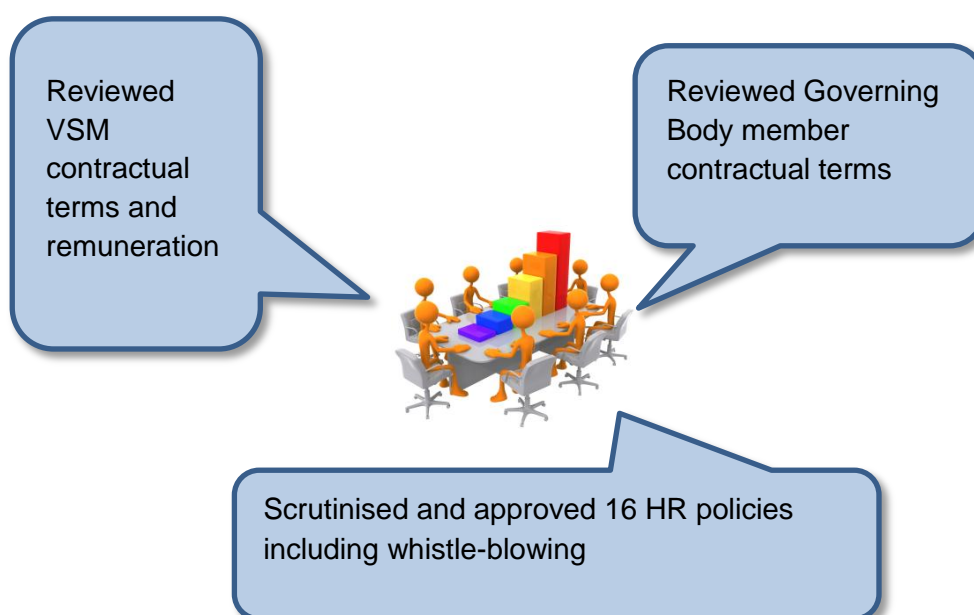 Reviewed
VSM
contractual
terms and
remuneration
Reviewed Governing
Body member
contractual terms
Scrutinised and approved 16 HR policies
including whistle-blowing